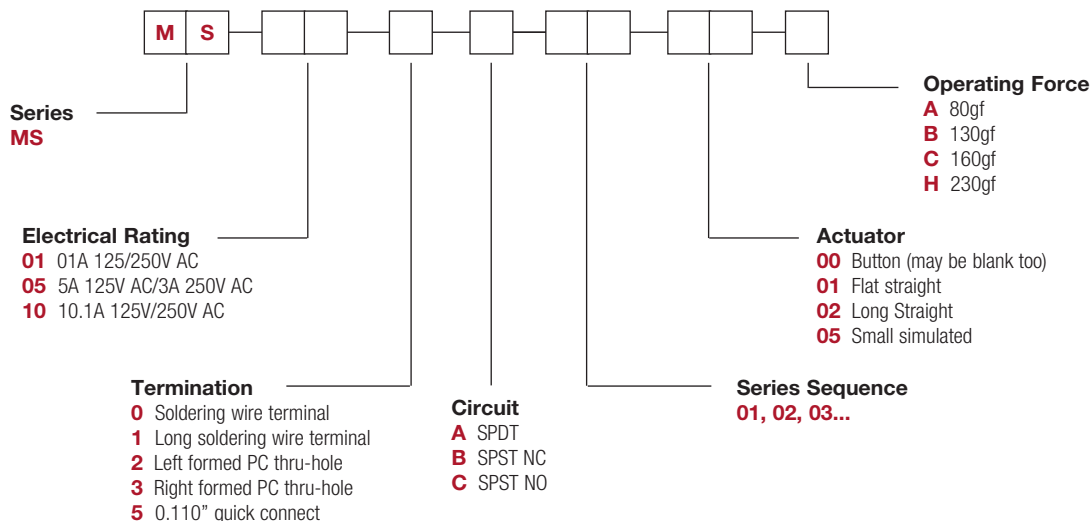 M S
Series
MS
Electrical Rating
01 01A 125/250V AC
05 5A 125V AC/3A 250V AC
10 10.1A 125V/250V AC
Termination
0 Soldering wire terminal
1 Long soldering wire terminal
2 Left formed PC thru-hole
3 Right formed PC thru-hole
5 0.110" quick connect
Circuit
A SPDT
B SPST NC
C SPST NO
Series Sequence
01, 02, 03...
Actuator
00 Button (may be blank too)
01 Flat straight
02 Long Straight
05 Small simulated
Operating Force
A 80gf
B 130gf
C 160gf
H 230gf